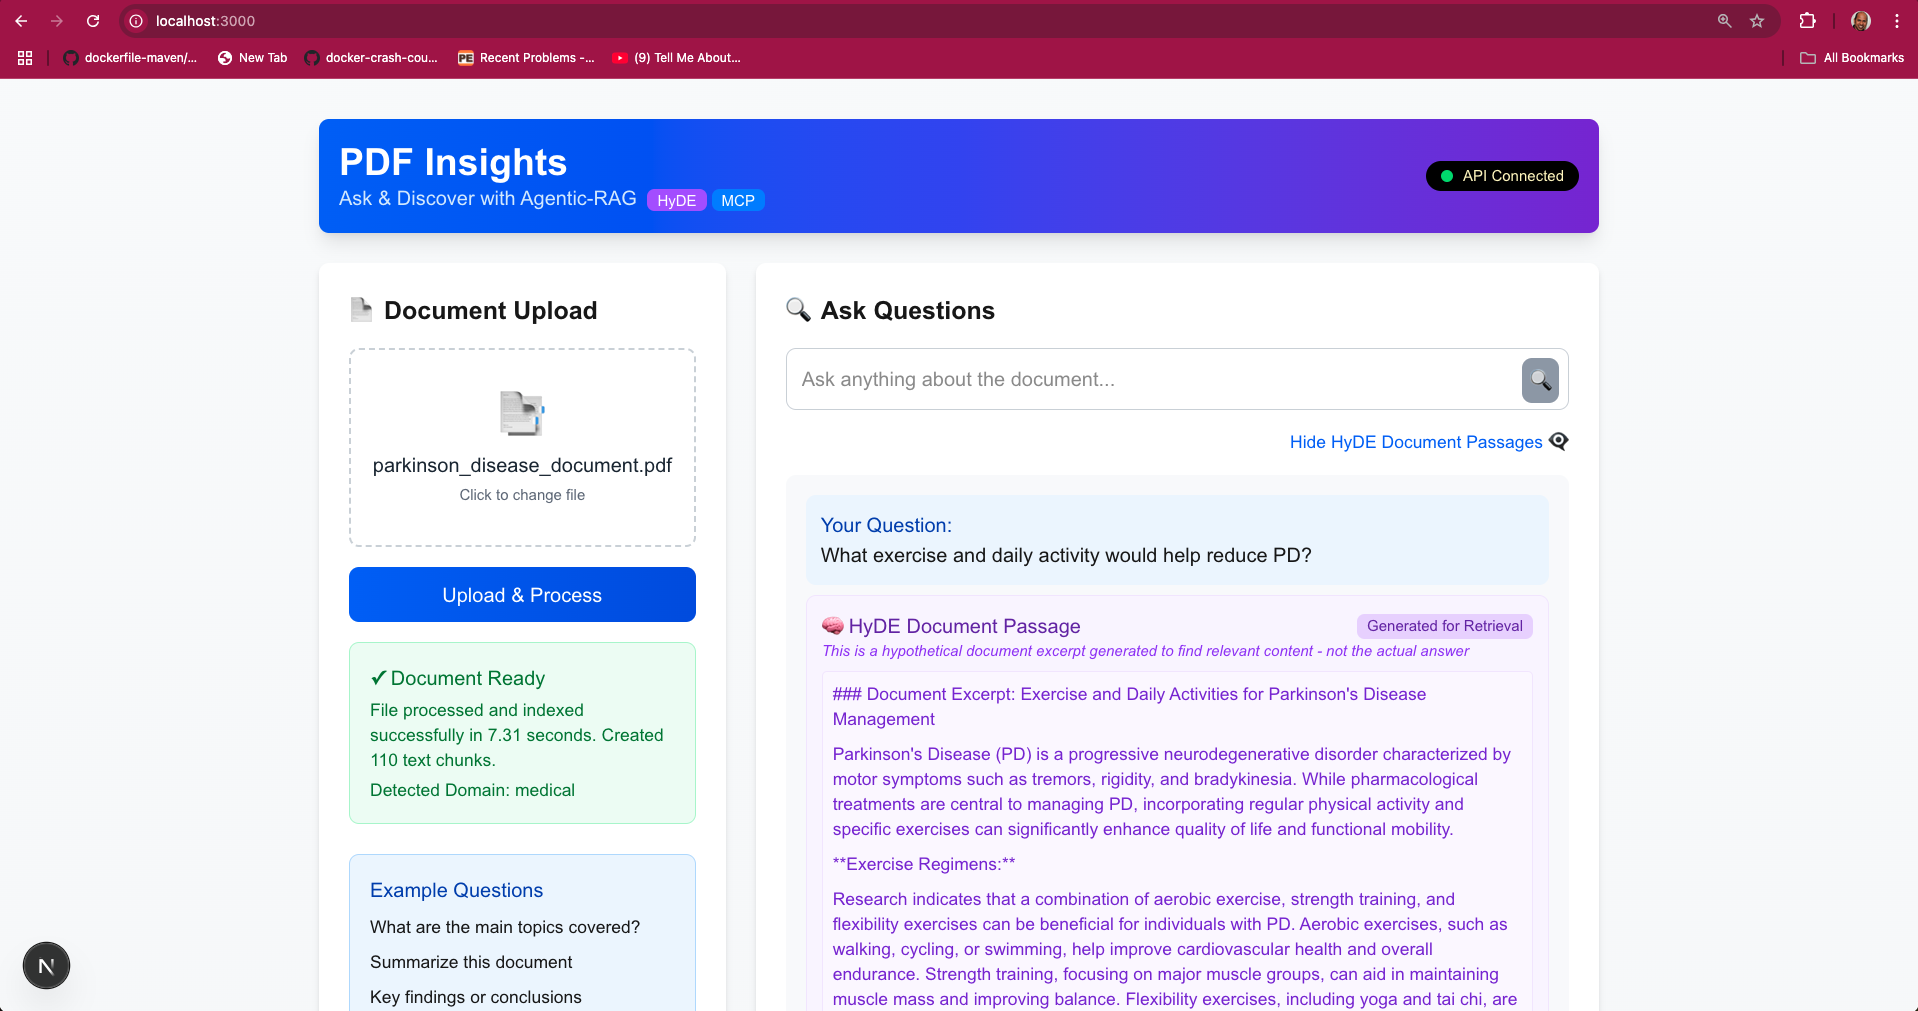 localhost:3000
dockerfile-maven/...
New Tab
docker-crash-cou...
PE Recent Problems -...
(9) Tell Me About...
All Bookmarks
PDF Insights
Ask & Discover with Agentic-RAG HyDE MCP
API Connected
Document Upload
parkinson_disease_document.pdf
Click to change file
Upload & Process
✓ Document Ready
File processed and indexed
successfully in 7.31 seconds. Created
110 text chunks.
Detected Domain: medical
Example Questions
What are the main topics covered?
Summarize this document
Key findings or conclusions
N
Ask Questions
Ask anything about the document...
Hide HyDE Document Passages
Your Question:
What exercise and daily activity would help reduce PD?
HyDE Document Passage
Generated for Retrieval
This is a hypothetical document excerpt generated to find relevant content - not the actual answer
### Document Excerpt: Exercise and Daily Activities for Parkinson's Disease
Management
Parkinson's Disease (PD) is a progressive neurodegenerative disorder characterized by
motor symptoms such as tremors, rigidity, and bradykinesia. While pharmacological
treatments are central to managing PD, incorporating regular physical activity and
specific exercises can significantly enhance quality of life and functional mobility.
**Exercise Regimens:**
Research indicates that a combination of aerobic exercise, strength training, and
flexibility exercises can be beneficial for individuals with PD. Aerobic exercises, such as
walking, cycling, or swimming, help improve cardiovascular health and overall
endurance. Strength training, focusing on major muscle groups, can aid in maintaining
muscle mass and improving balance. Flexibility exercises, including yoga and tai chi, are